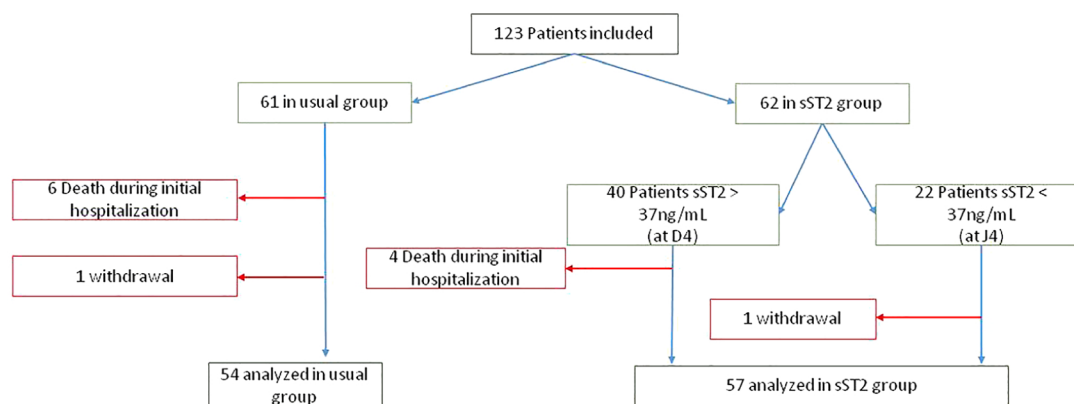 123 Patients included
61 in usual group
62 in sST2 group
6 Death during initial
hospitalization
40 Patients sST2 >
37ng/mL
(at D4)
22 Patients sST2 <
37ng/mL
(at J4)
4 Death during initial
hospitalization
1 withdrawal
1 withdrawal
54 analyzed in usual
group
57 analyzed in sST2 group